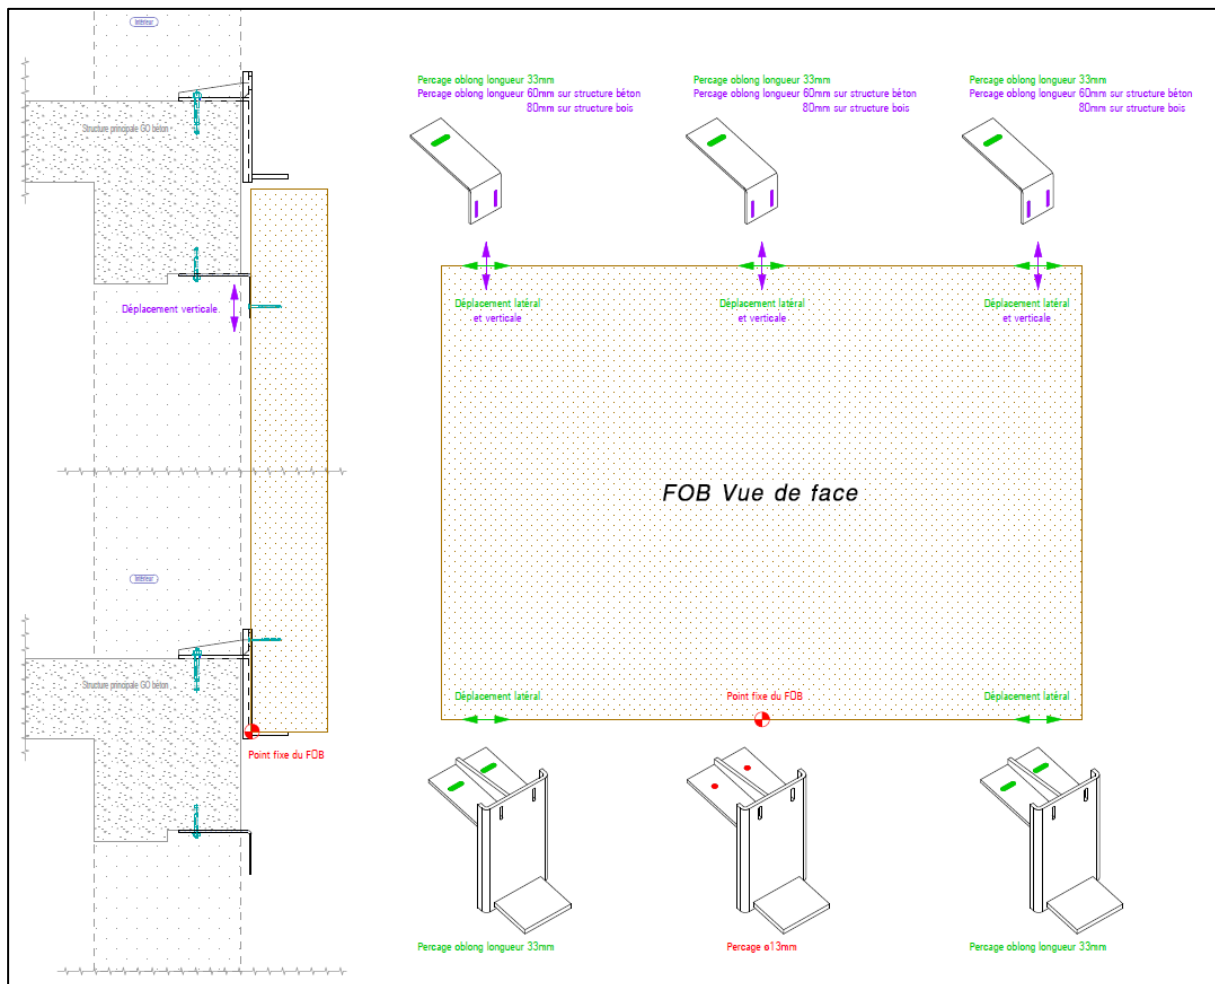 Intérieur
Percage oblong longueur 33mm
Percage oblong longueur 60mm sur structure béton
80mm sur structure bois
Percage oblong longueur 33mm
Percage oblong longueur 60mm sur structure béton
80mm sur structure bois
Percage oblong longueur 33mm
Percage oblong longueur 60mm sur structure béton
80mm sur structure bois
Structure principale GO béton
Déplacement verticale
Déplacement latéral
et verticale
Déplacement latéral
et verticale
Déplacement latéral
et verticale
FOB Vue de face
Intérieur
Structure principale GO béton
Point fixe du FOB
Déplacement latéral
Point fixe du FOB
Déplacement latéral
Percage oblong longueur 33mm
Percage ø13mm
Percage oblong longueur 33mm